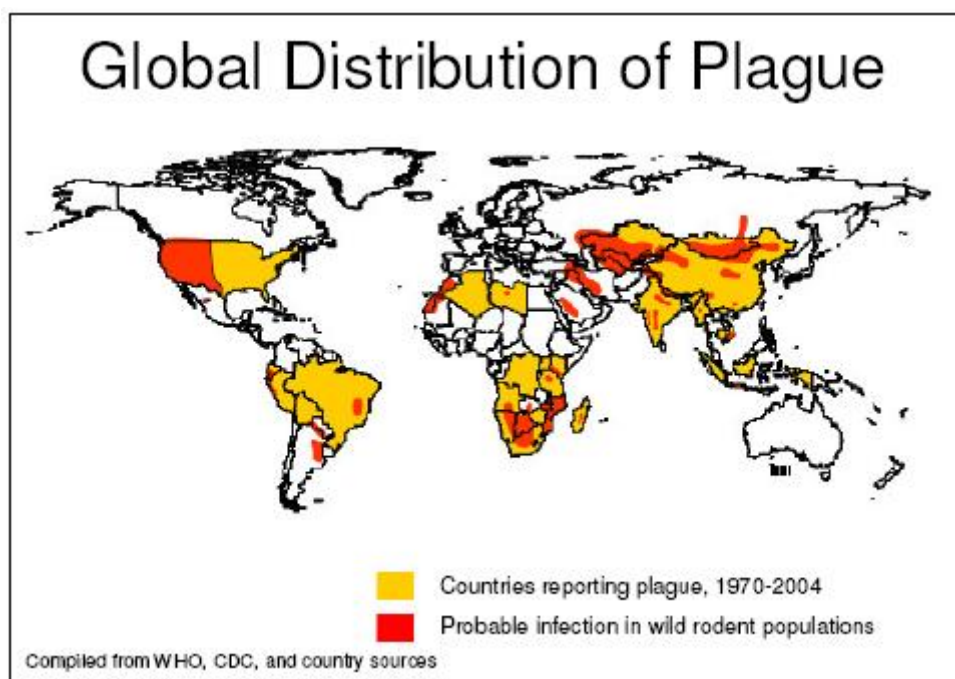 Global Distribution of Plague
Countries reporting plague, 1970-2004
Probable infection in wild rodent populations
Compiled from WHO, CDC, and country sources